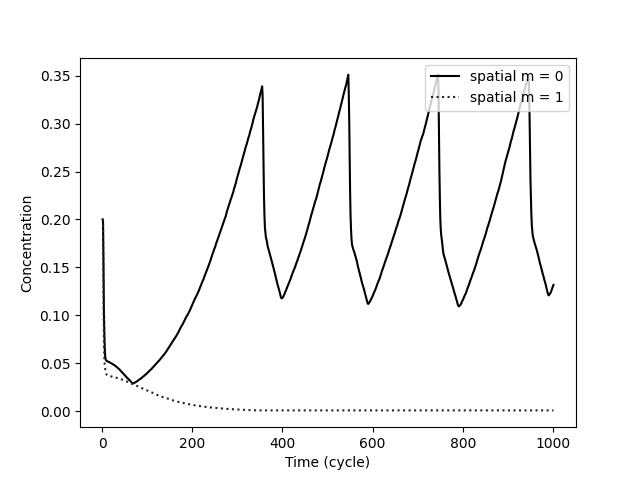 0.35
0.30
0.25
0.20
0.15
0.10
0.05
0.00
Concentration
spatial m = 0
spatial m = 1
0 200 400 600 800 1000
Time (cycle)